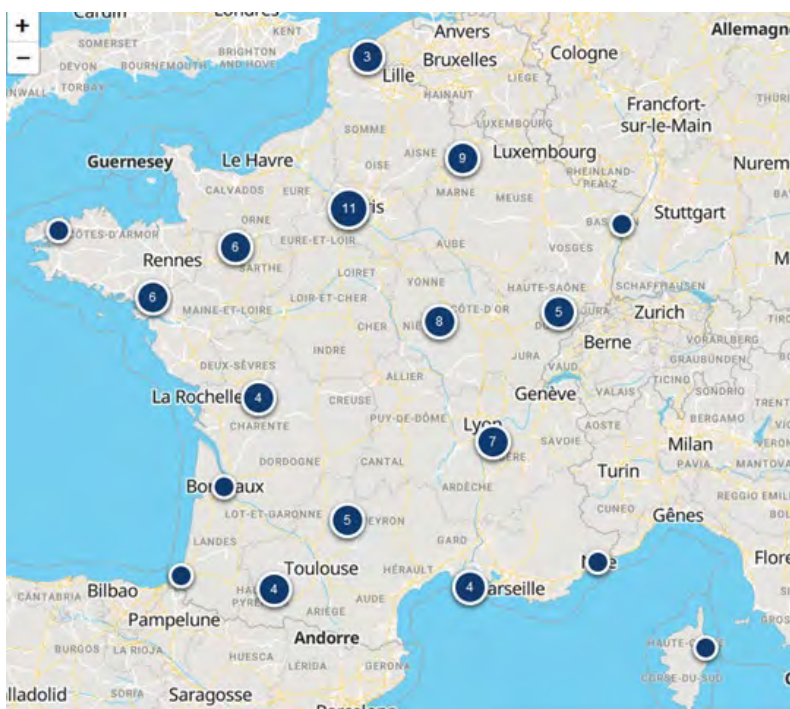 Cardiff
Londres
KENT
Anvers
Allemagne
+
SOMERSET
3
Bruxelles
Cologne
−
DEVON
BOURNEMOUTH
BRIGHTON
AND HOVE
Lille
LIEGE
TORBAY
HAINAUT
Francfort-
sur-le-Main
SOMME
LUXEMBOURG
Guernesey
Le Havre
OISE
AISNE
9
Luxembourg
RHEINLAND-
CALVADOS
EURE
MARNE
MEUSE
11
ORNE
Stuttgart
CÔTES-D'ARMOR
6
EURE-ET-LOIR
AUBE
VOSGES
Rennes
SARTHE
LOIRET
YONNE
HAUTE-SAÔNE
SCHAFFHAUSEN
6
MAINE-ET-LOIRE
LOIR-ET-CHER
8
CÔTE-D'OR
5
JURA
Zurich
CHER
Berne
VORARLBERG
INDRE
JURA
GRAUBÜNDEN
DEUX-SÈVRES
ALLIER
VAUD
TICINO
La Rochelle
4
CREUSE
Genève
VALAIS
SONDRIO
CHARENTE
PUY-DE-DÔME
Lyon
AOSTE
BERGAMO
7
SAVOIE
Milan
DORDOGNE
CANTAL
PAVIA
MANTOVA
ARDÈCHE
Turin
Bordeaux
REGGIO EMIL
LOT-ET-GARONNE
5
CUNEO
Gênes
LANDES
GARD
Toulouse
HÉRAULT
Nice
Bilbao
4
4
CANTABRIA
AUDE
Pampelune
ARIÈGE
Andorre
BURGOS
LA RIOJA
HUESCA
LÉRIDA
GERONA
CORSE-DU-SUD
SORIA
Saragosse